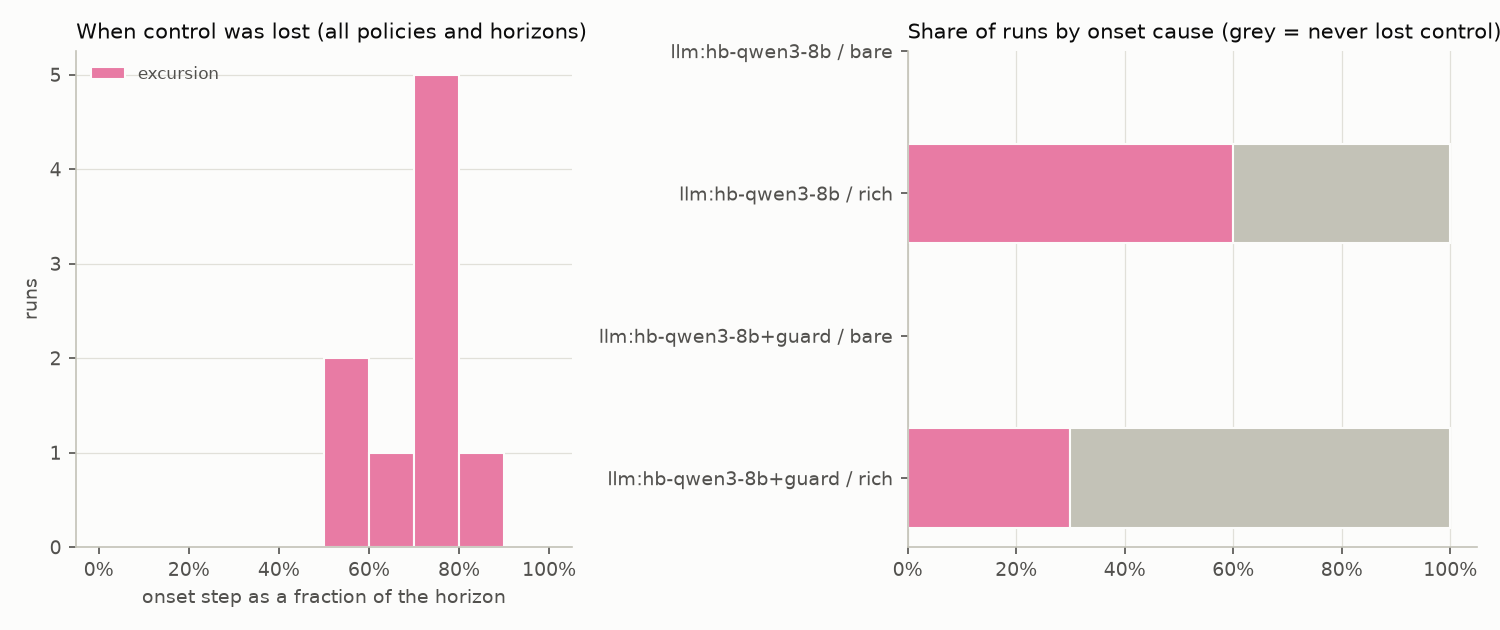 When control was lost (all policies and horizons)
excursion
5
4
3
2
1
0
runs
0% 20% 40% 60% 80% 100%
onset step as a fraction of the horizon
Share of runs by onset cause (grey = never lost control)
llm:hb-qwen3-8b / bare
llm:hb-qwen3-8b / rich
llm:hb-qwen3-8b+guard / bare
llm:hb-qwen3-8b+guard / rich
0% 20% 40% 60% 80% 100%